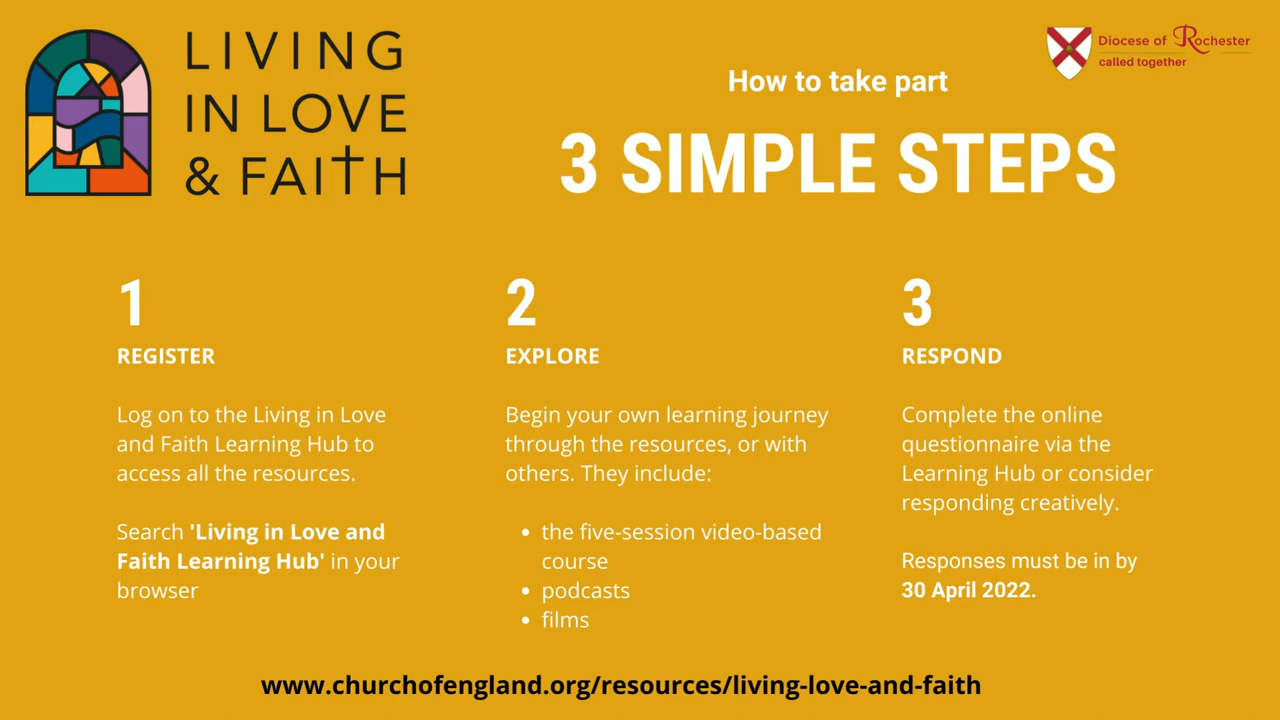 LIVING
IN LOVE
& FAITH
Diocese of Rochester
called together
How to take part
3 SIMPLE STEPS
1
REGISTER
Log on to the Living in Love
and Faith Learning Hub to
access all the resources.
Search 'Living in Love and
Faith Learning Hub' in your
browser
2
EXPLORE
Begin your own learning journey
through the resources, or with
others. They include:
• the five-session video-based
course
• podcasts
• films
3
RESPOND
Complete the online
questionnaire via the
Learning Hub or consider
responding creatively.
Responses must be in by
30 April 2022.
www.churchofengland.org/resources/living-love-and-faith